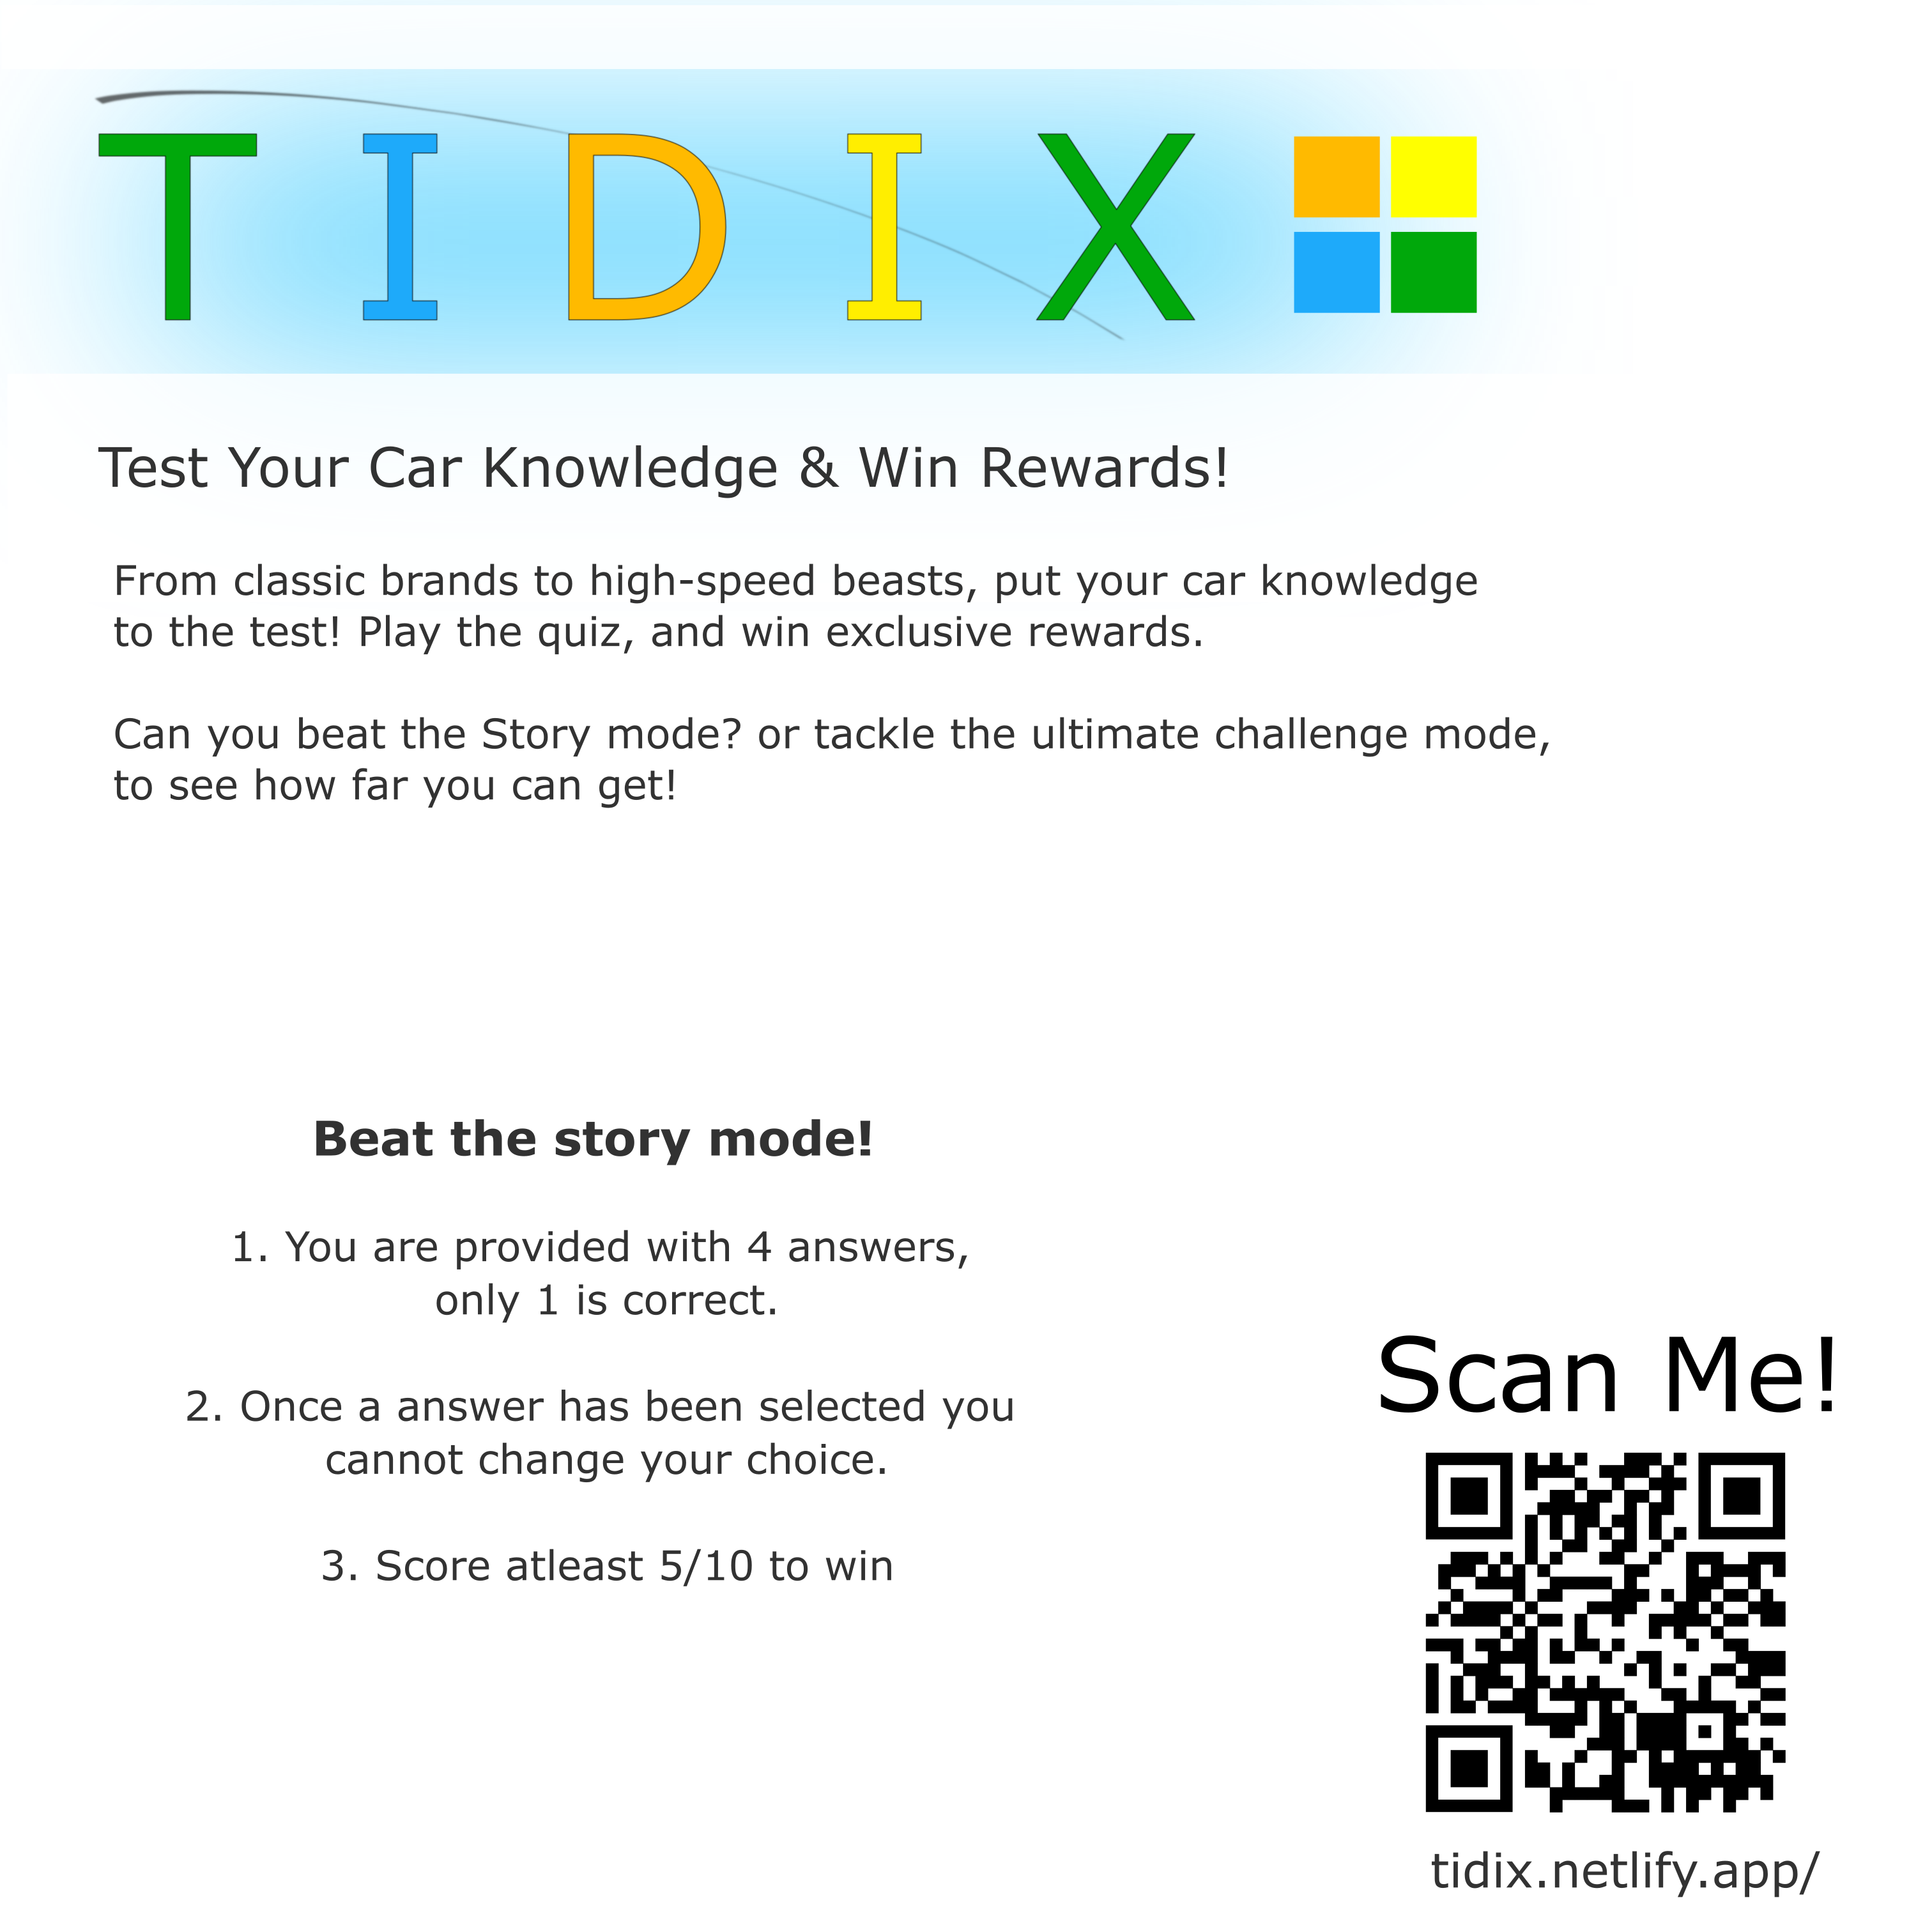 TIDIX
Test Your Car Knowledge & Win Rewards!
From classic brands to high-speed beasts, put your car knowledge
to the test! Play the quiz, and win exclusive rewards.
Can you beat the Story mode? or tackle the ultimate challenge mode,
to see how far you can get!
Beat the story mode!
1. You are provided with 4 answers,
only 1 is correct.
2. Once a answer has been selected you
cannot change your choice.
3. Score atleast 5/10 to win
Scan Me!
tidix.netlify.app/